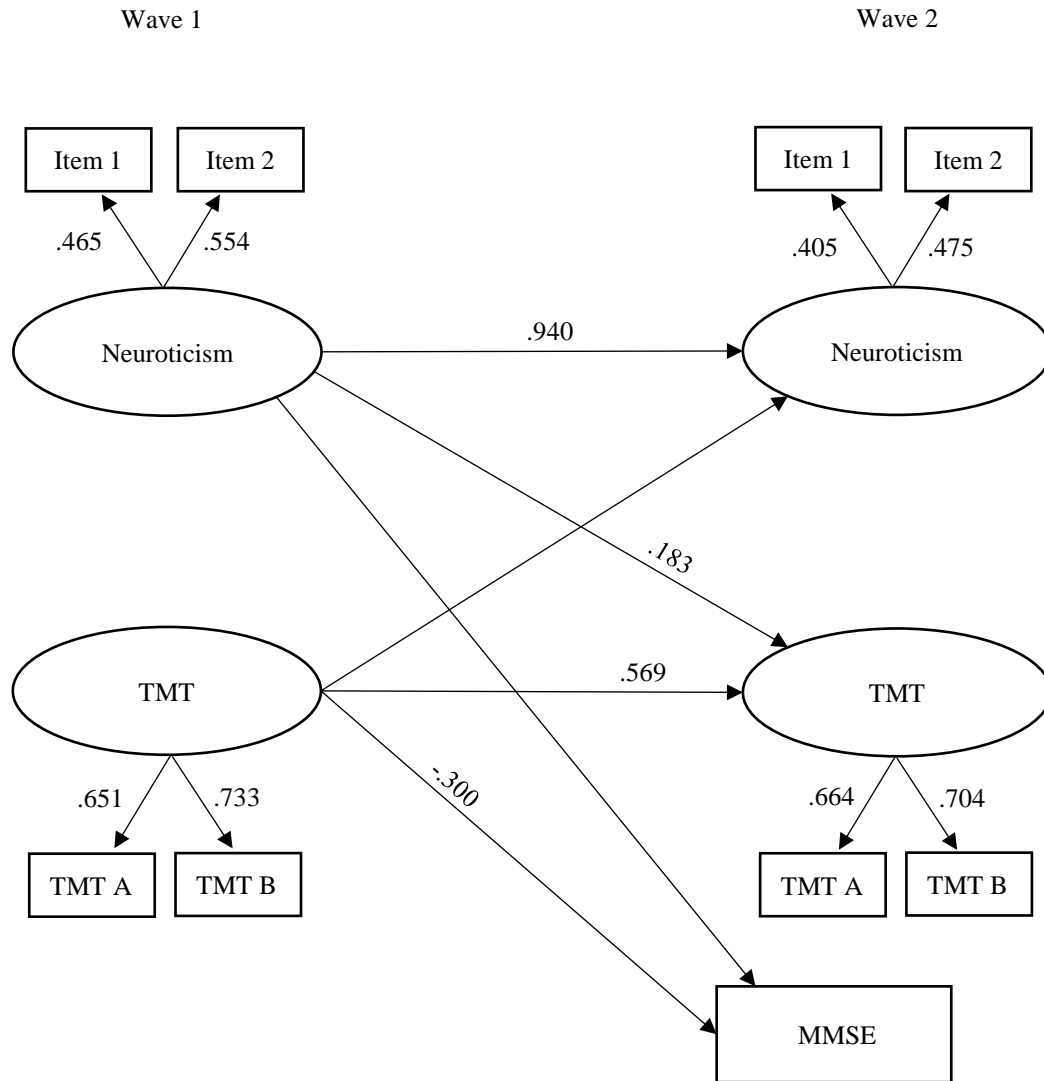 Wave 1
Wave 2
Item 1
Item 2
Item 1
Item 2
.465
.554
.405
.475
Neuroticism
.940
Neuroticism
.183
TMT
.569
TMT
.651
.733
-.300
.664
.704
TMT A
TMT B
TMT A
TMT B
MMSE